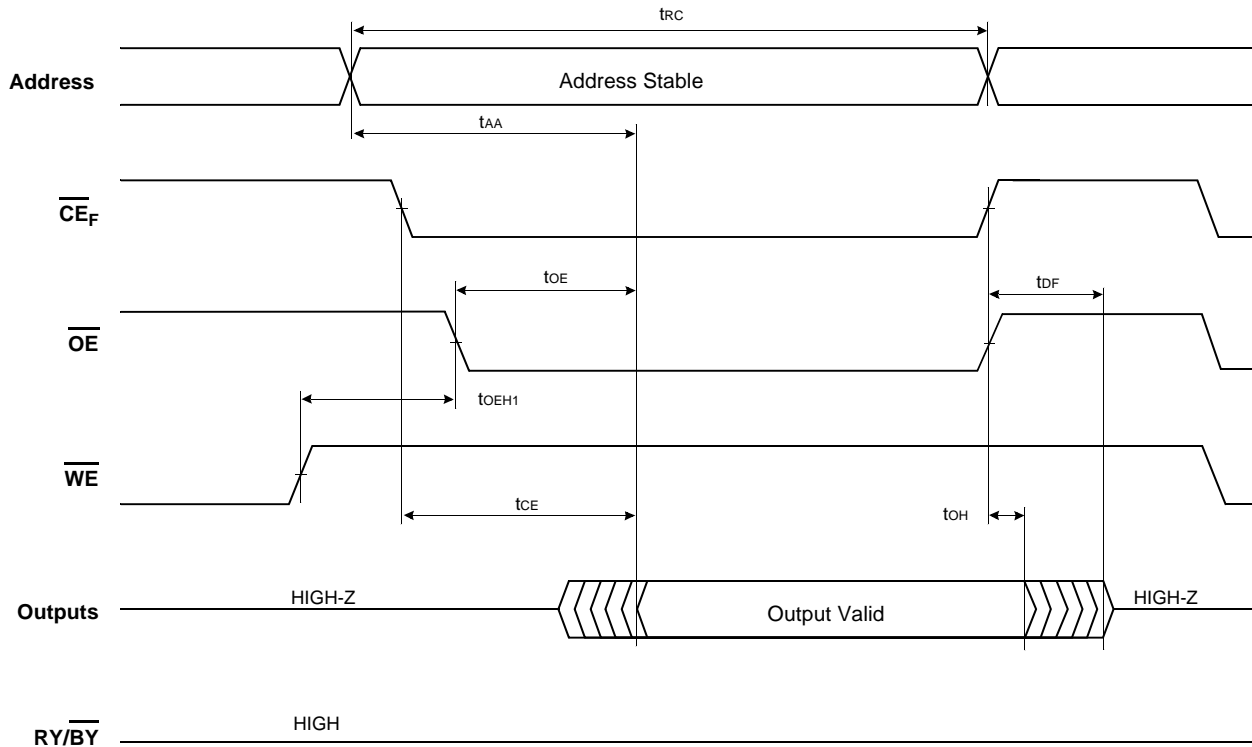 tRC
Address
Address Stable
tAA
CEF
tOE
tDF
OE
tOEH1
WE
tCE
tOH
HIGH-Z
HIGH-Z
Outputs
Output Valid
HIGH
RY/BY